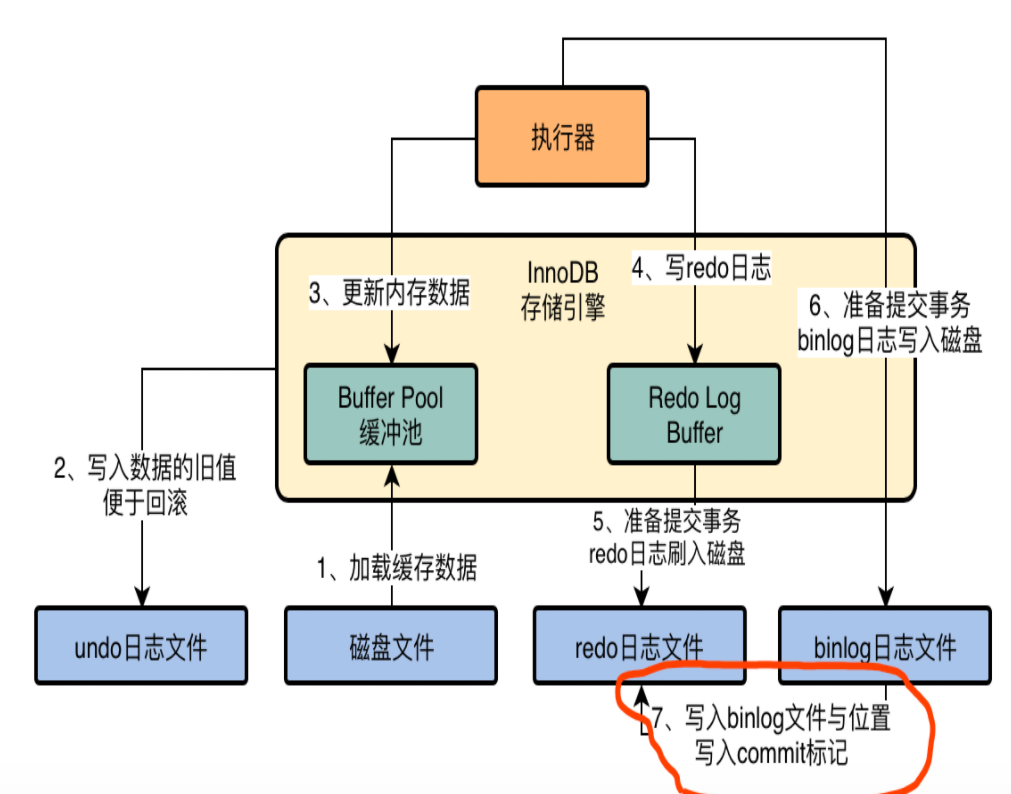 执行器
InnoDB
存储引擎
3、更新内存数据
4、写redo日志
6、准备提交事务
binlog日志写入磁盘
Buffer Pool
缓冲池
Redo Log
Buffer
2、写入数据的旧值
便于回滚
1、加载缓存数据
5、准备提交事务
redo日志刷入磁盘
undo日志文件
磁盘文件
redo日志文件
binlog日志文件
7、写入binlog文件与位置
写入commit标记